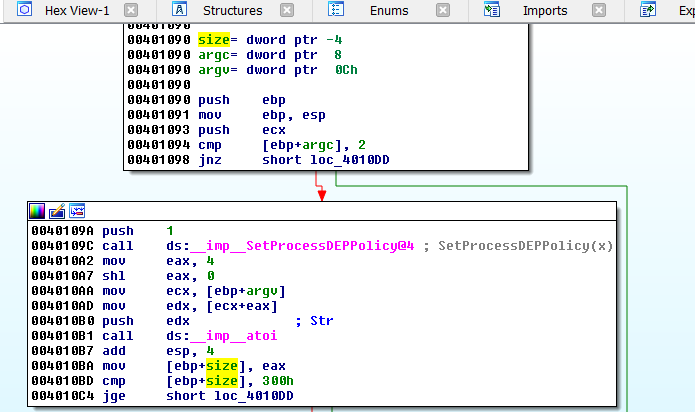 Hex View-1 Structures Enums Imports Exp
00401090
00401090 size= dword ptr -4
00401090 argc= dword ptr  8
00401090 argv= dword ptr  0Ch
00401090
00401090 push    ebp
00401091 mov     ebp, esp
00401093 push    ecx
00401094 cmp     [ebp+argc], 2
00401098 jnz     short loc_4010DD
0040109A push    1
0040109C call    ds:__imp__SetProcessDEPPolicy@4 ; SetProcessDEPPolicy(x)
004010A2 mov     eax, 4
004010A7 shl     eax, 0
004010AA mov     ecx, [ebp+argv]
004010AD mov     edx, [ecx+eax]
004010B0 push    edx             ; Str
004010B1 call    ds:__imp__atoi
004010B7 add     esp, 4
004010BA mov     [ebp+size], eax
004010BD cmp     [ebp+size], 300h
004010C4 jge     short loc_4010DD